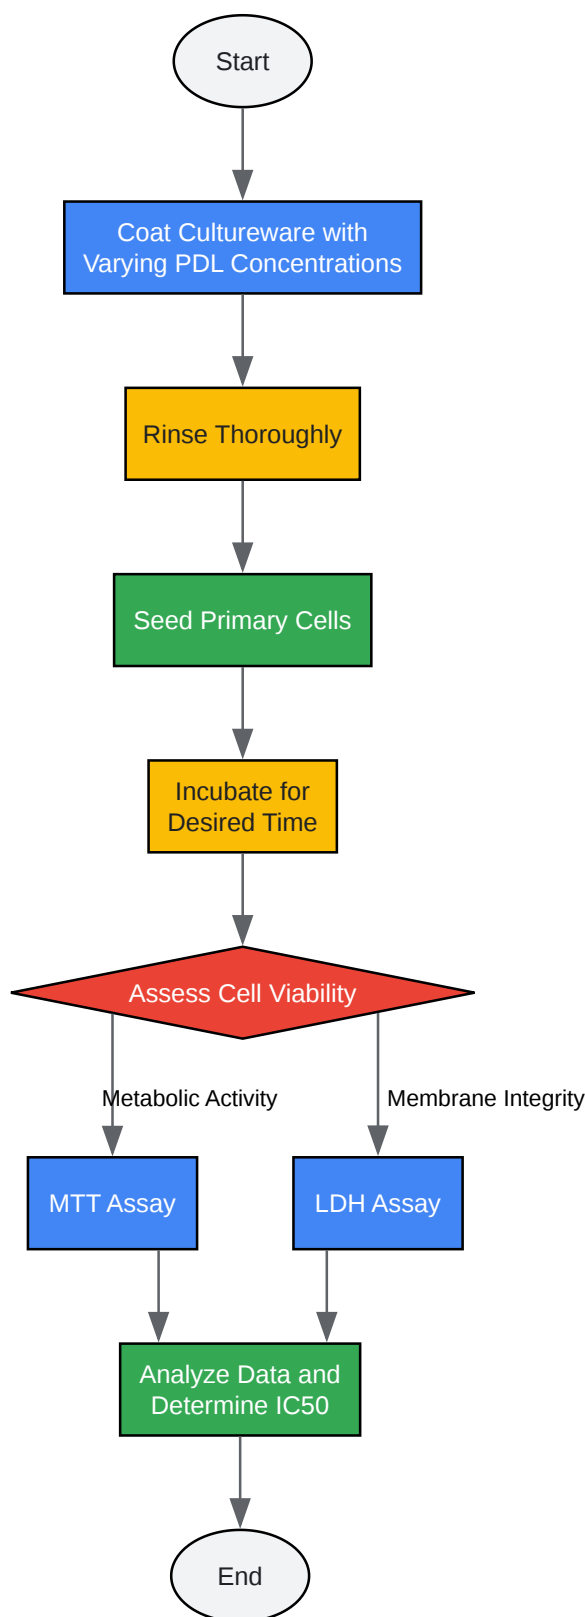 Start
Coat Cultureware with
Varying PDL Concentrations
Rinse Thoroughly
Seed Primary Cells
Incubate for
Desired Time
Assess Cell Viability
Metabolic Activity
Membrane Integrity
MTT Assay
LDH Assay
Analyze Data and
Determine IC50
End